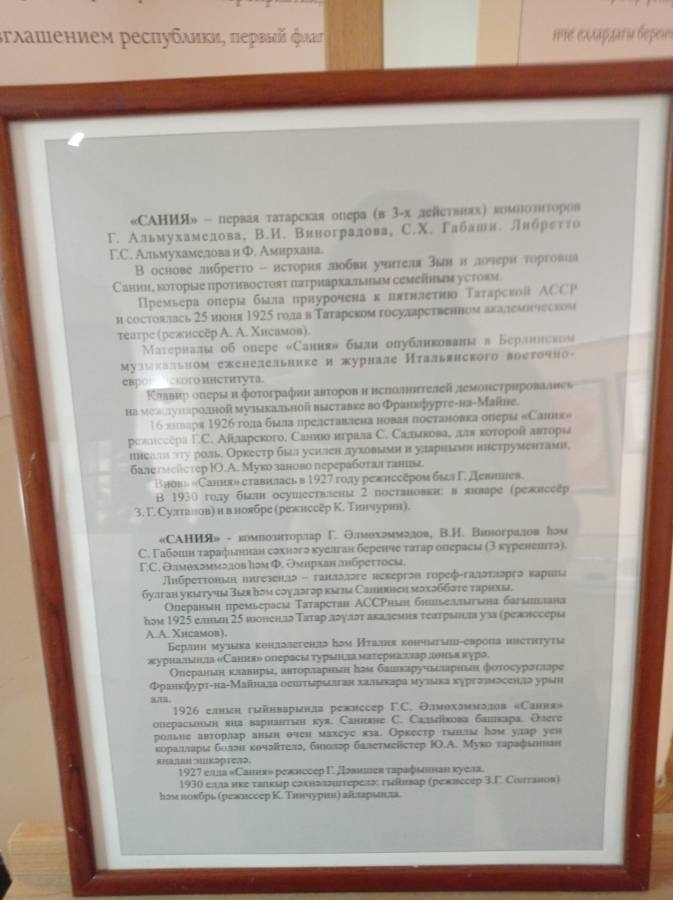 зглашением республики, первый флаг
нче еллардагы беренч
«САНИЯ» – первая татарская опера (в 3-х действиях) композиторов
Г. Альмухамедова, В.И. Виноградова, С.Х. Габаши. Либретто
Г.С. Альмухамедова и Ф. Амирхана.
В основе либретто – история любви учителя Зыи и дочери торговца
Сании, которые противостоят патриархальным семейным устоям.
Премьера оперы была приурочена к пятилетию Татарской АССР
и состоялась 25 июня 1925 года в Татарском государственном академическом
театре (режиссёр А. А. Хисамов).
Материалы об опере «Сания» были опубликованы в Берлинском
музыкальном еженедельнике и журнале Итальянского восточно-
европейского института.
Клавир оперы и фотографии авторов и исполнителей демонстрировались
на международной музыкальной выставке во Франкфурте-на-Майне.
16 января 1926 года была представлена новая постановка оперы «Сания»
режиссёра Г.С. Айдарского. Санию играла С. Садыкова, для которой авторы
писали эту роль. Оркестр был усилен духовыми и ударными инструментами,
балетмейстер Ю.А. Муко заново переработал танцы.
Вновь «Сания» ставилась в 1927 году режиссёром был Г. Девишев.
В 1930 году были осуществлены 2 постановки: в январе (режиссёр
З. Г. Султанов) и в ноябре (режиссёр К. Тинчурин).
«САНИЯ» - композиторлар Г. Әлмөхәммәдов, В.И. Виноградов һәм
С. Габәши тарафыннан сәхнәгә куелган беренче татар операсы (3 күренештә).
Г.С. Әлмөхәммәдов һәм Ф. Әмирхан либреттосы.
Либреттоның нигезендә – гаиләдәге искергән гореф-гадәтләргә каршы
булган укытучы Зыя һәм сәүдәгәр кызы Саниянең мәхәббәте тарихы.
Операның премьерасы Татарстан АССРның бишьеллыгына багышлана
һәм 1925 елның 25 июнендә Татар дәүләт академия театрында уза (режиссеры
А.А. Хисамов).
Берлин музыка көндәлегендә һәм Италия көнчыгыш-европа институты
журналында «Сания» операсы турында материаллар дөнья күрә.
Операның клавиры, авторларның һәм башкаручыларның фотосурәтләре
Франкфурт-на-Майнада оештырылган халыкара музыка күргәзмәсендә урын
ала.
1926 елның гыйнварында режиссер Г.С. Әлмөхәммәдов «Сания»
операсының яңа вариантын куя. Санияне С. Садыйкова башкара. Әлеге
рольне авторлар аның өчен махсус яза. Оркестр тынлы һәм удар уен
кораллары белән көчәйтелә, биюләр балетмейстер Ю.А. Муко тарафыннан
яңадан эшкәртелә.
1927 елда «Сания» режиссер Г. Дәвишев тарафыннан куела.
1930 елда ике тапкыр сәхнәләштерелә: гыйнвар (режиссер З.Г. Солтанов)
һәм ноябрь (режиссер К. Тинчурин) айларында.